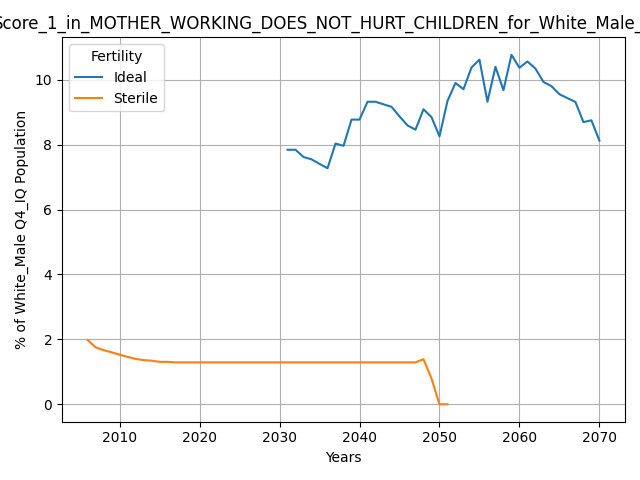 Score_1_in_MOTHER_WORKING_DOES_NOT_HURT_CHILDREN_for_White_Male_
Fertility
Ideal
Sterile
% of White_Male Q4_IQ Population
10
8
6
4
2
0
2010 2020 2030 2040 2050 2060 2070
Years